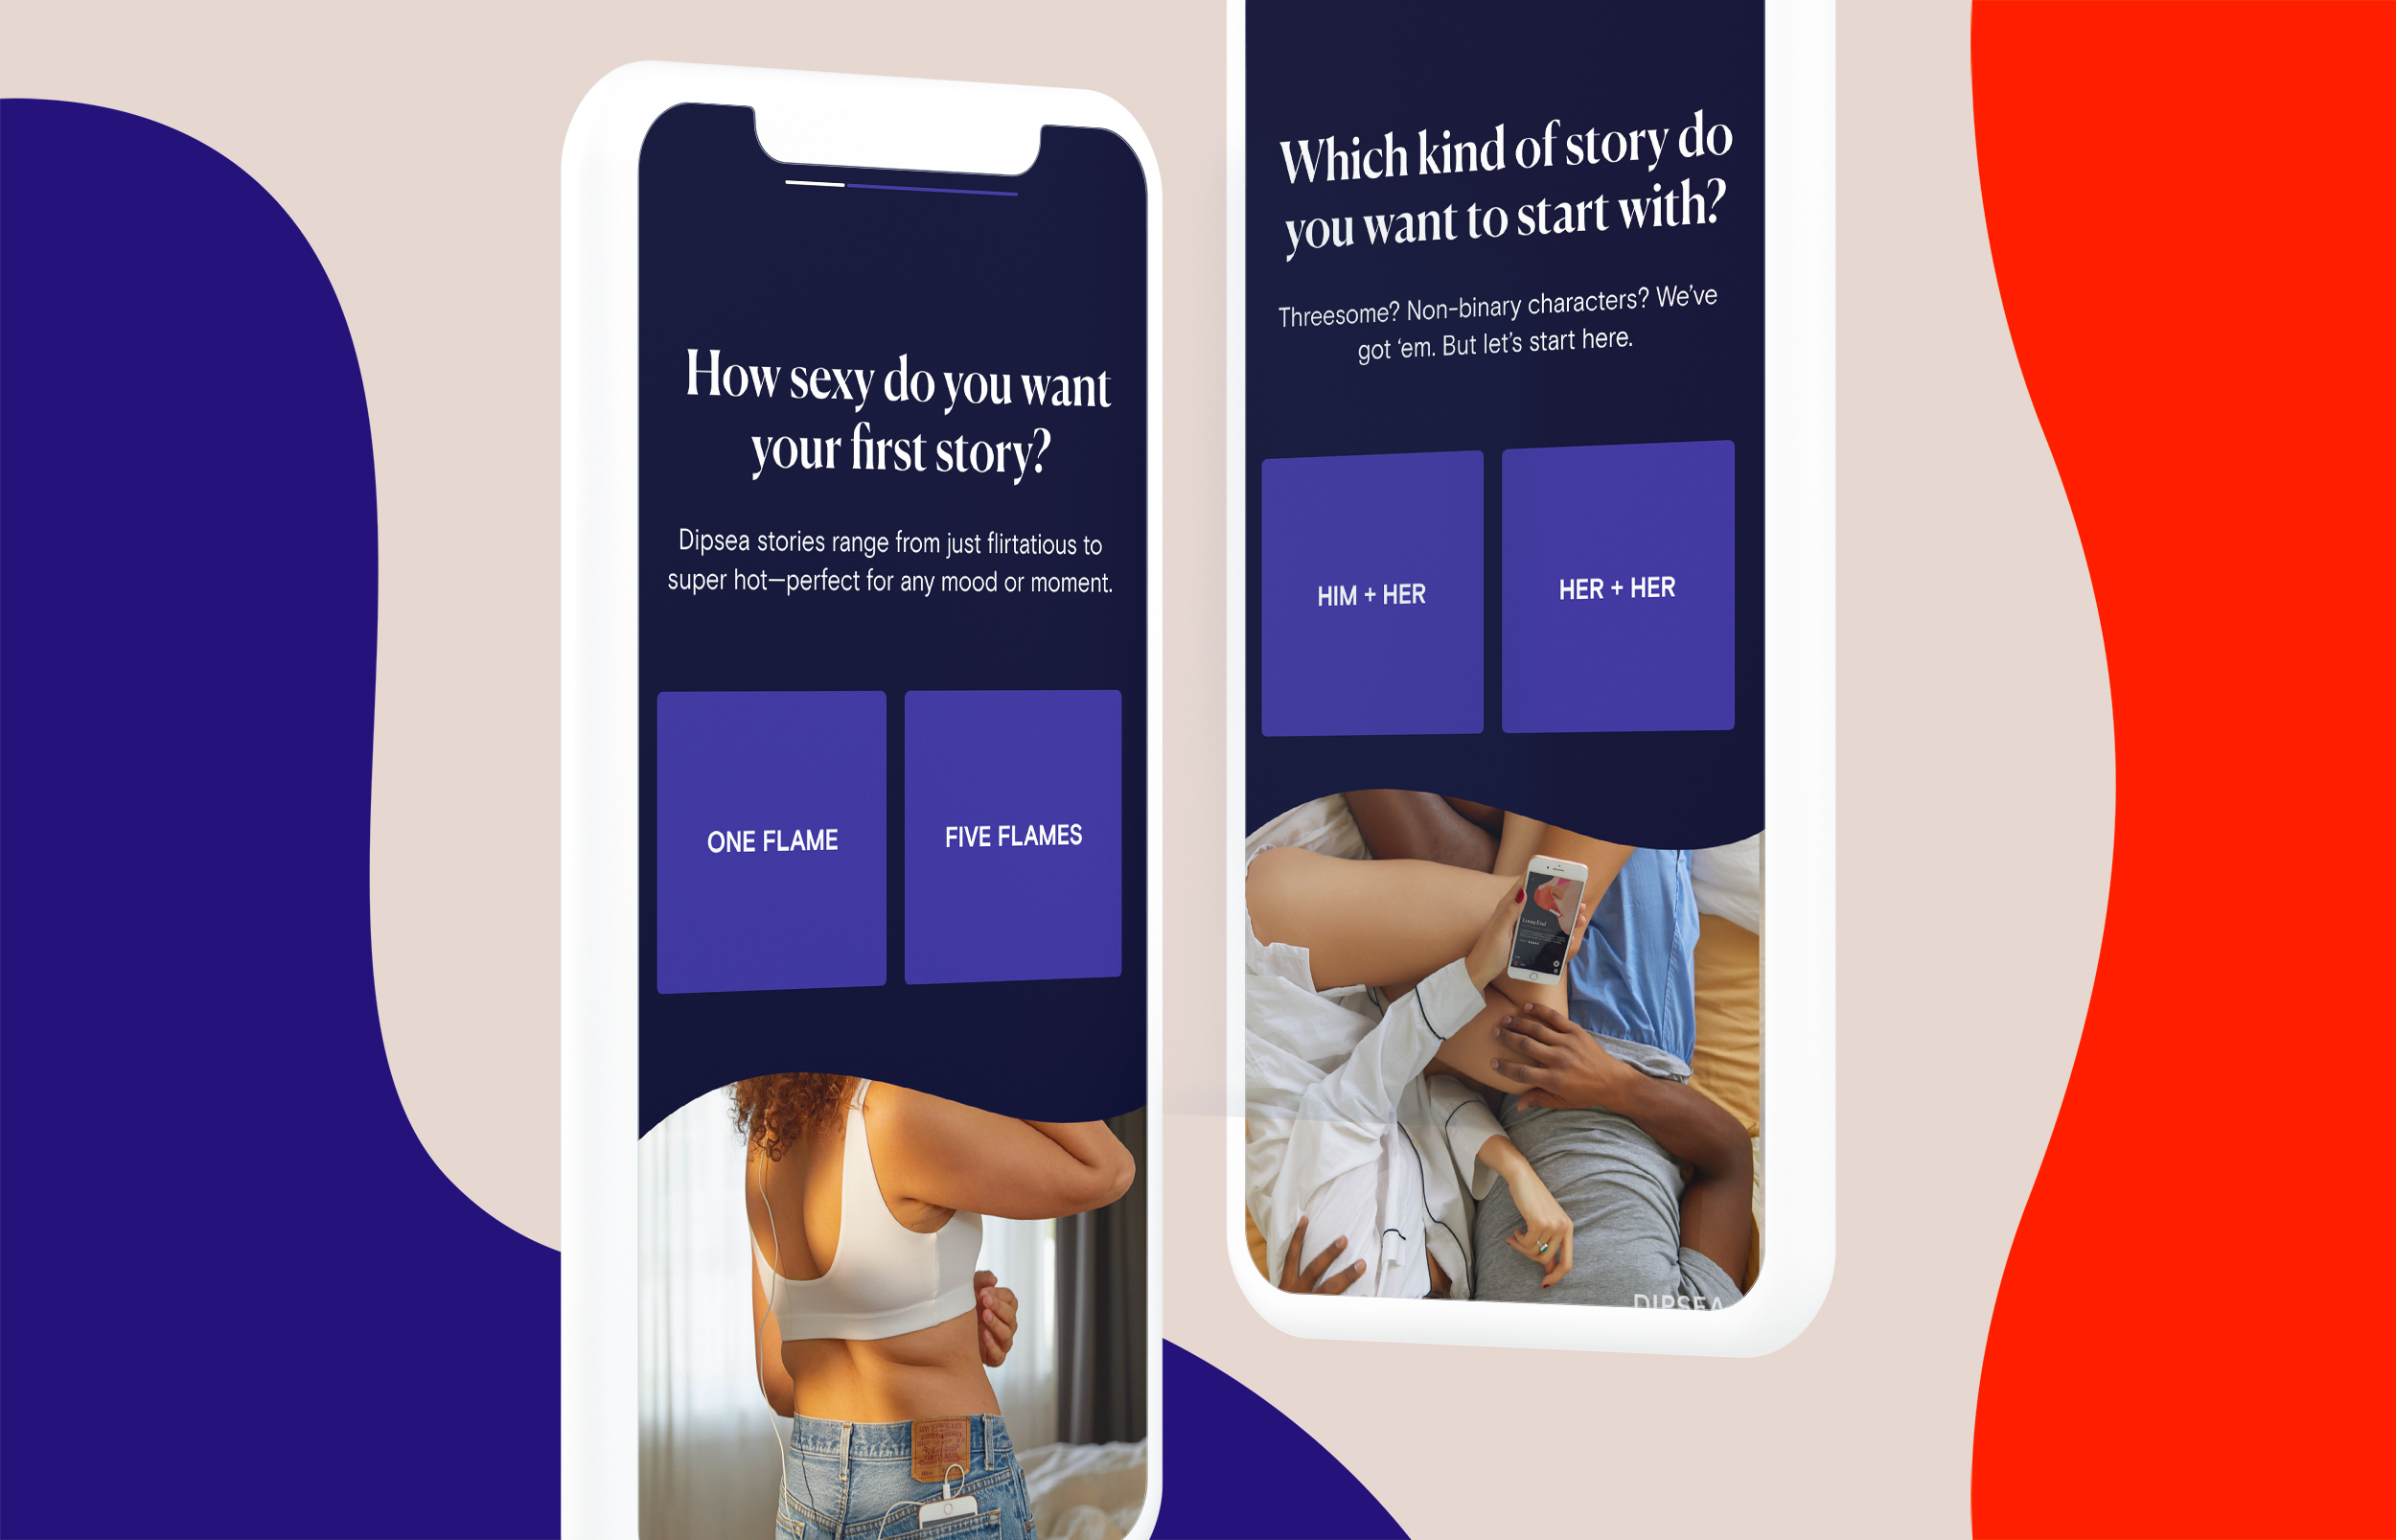 How sexy do you want
your first story?
Dipsea stories range from just flirtatious to
super hot—perfect for any mood or moment.
ONE FLAME
FIVE FLAMES
Which kind of story do
you want to start with?
Threesome? Non-binary characters? We’ve
got ‘em. But let’s start here.
HIM + HER
HER + HER
DIPSEA